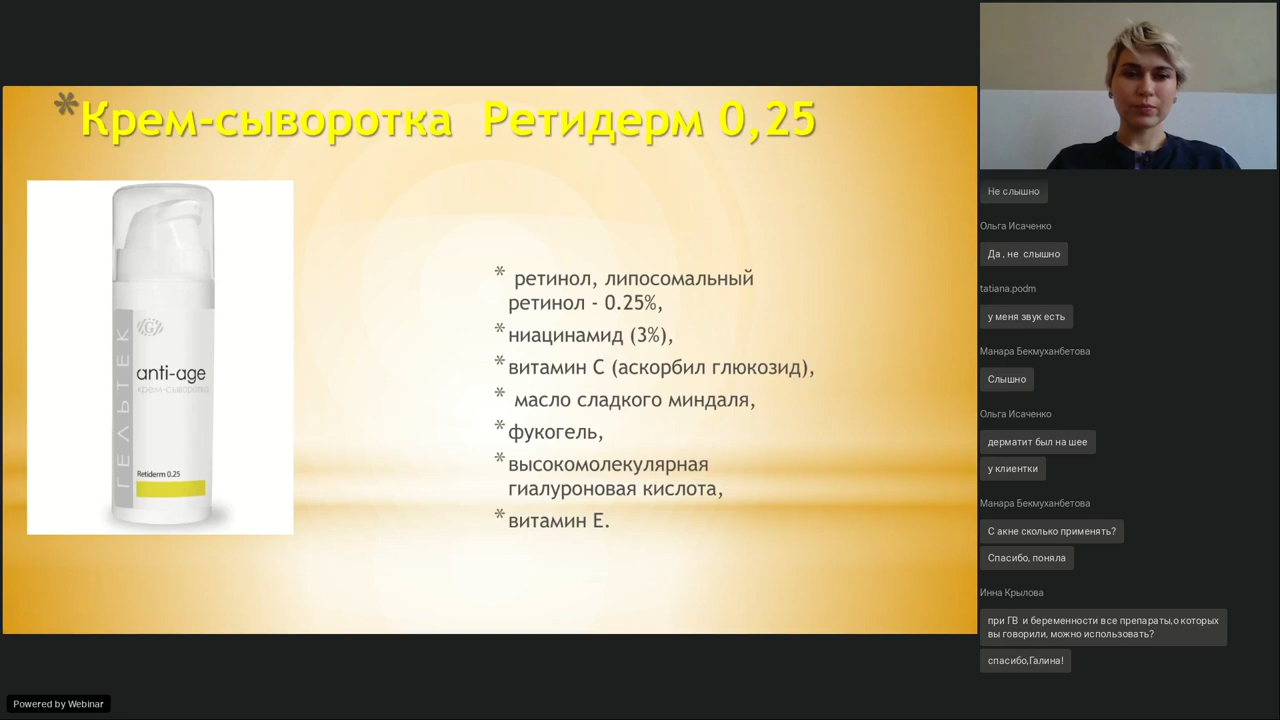 *Крем-сыворотка Ретидерм 0,25
ГЕЛЬТЕК
G
anti-age
крем-сыворотка
Retiderm 0.25
* ретинол, липосомальный
ретинол - 0.25%,
* ниацинамид (3%),
* витамин С (аскорбил глюкозид),
* масло сладкого миндаля,
* фукогель,
* высокомолекулярная
гиалуроновая кислота,
* витамин Е.
Не слышно
Ольга Исаченко
Да , не слышно
tatiana.podm
у меня звук есть
Манара Бекмуханбетова
Слышно
Ольга Исаченко
дерматит был на шее
у клиентки
Манара Бекмуханбетова
С акне сколько применять?
Спасибо, поняла
Инна Крылова
при ГВ и беременности все препараты,о которых
вы говорили, можно использовать?
спасибо,Галина!
Powered by Webinar